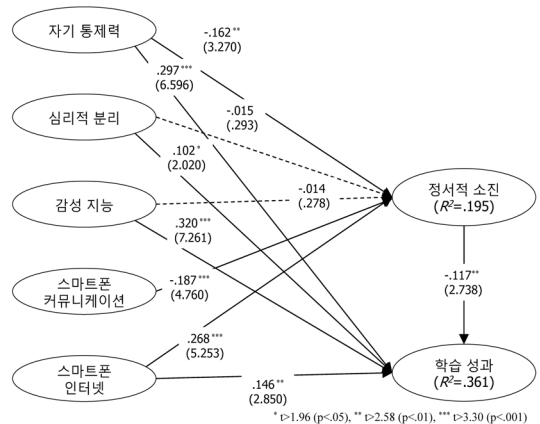 자기 통제력
-.162**
(3.270)
.297***
(6.596)
심리적 분리
-.015
(.293)
.102*
(2.020)
감성 지능
-.014
(.278)
정서적 소진
(R²=.195)
.320***
(7.261)
스마트폰
커뮤니케이션
-.187***
(4.760)
-.117**
(2.738)
.268***
(5.253)
스마트폰
인터넷
.146**
(2.850)
학습 성과
(R²=.361)
* t>1.96 (p<.05), ** t>2.58 (p<.01), *** t>3.30 (p<.001)